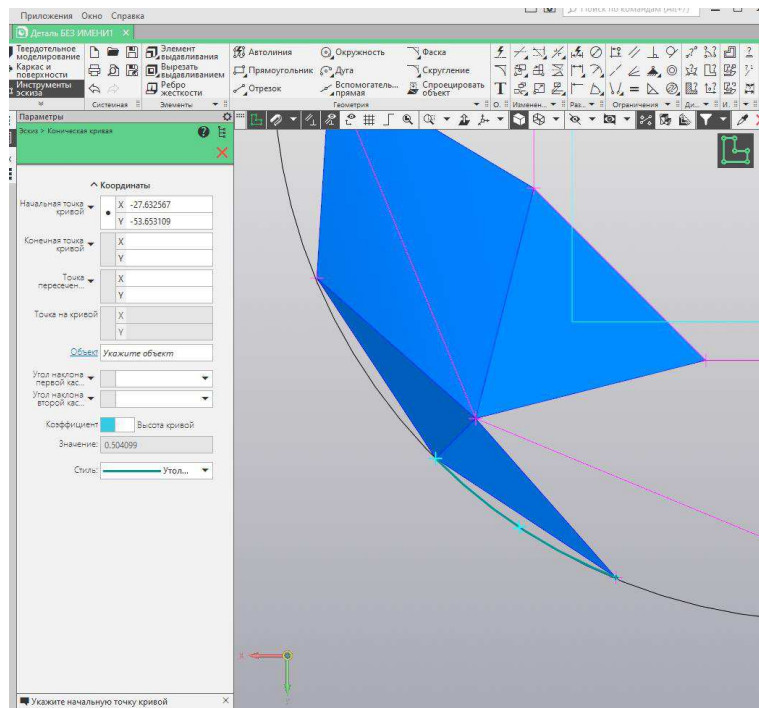 Приложения Окно Справка
Поиск по командам (Alt+/)
Деталь БЕЗ ИМЕНИ1 ×
Твердотельное моделирование
Каркас и поверхности
Инструменты эскиза
Системная
Элемент выдавливания
Вырезать выдавливанием
Ребро жесткости
Элементы
Автолиния
Прямоугольник
Отрезок
Окружность
Дуга
Вспомогатель... прямая
Фаска
Скругление
Спроецировать объект
Геометрия
О.
Измене...
Раз...
Ограничения
Ди...
И.
Параметры
Эскиз > Коническая кривая
Координаты
Начальная точка кривой
X -27.632567
Y -53.653109
Конечная точка кривой
X
Y
Точка пересечен...
X
Y
Точка на кривой
X
Y
Объект Укажите объект
Угол наклона первой кас...
Угол наклона второй кас...
Коэффициент Высота кривой
Значение: 0.504099
Стиль: Утол...
X
Укажите начальную точку кривой ×